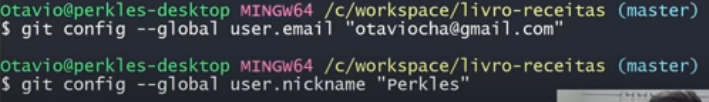 Otavio@perkles-desktop MINGW64 /c/workspace/livro-receitas (master)
$ git config --global user.email "otaviocha@gmail.com"
Otavio@perkles-desktop MINGW64 /c/workspace/livro-receitas (master)
$ git config --global user.nickname "Perkles"